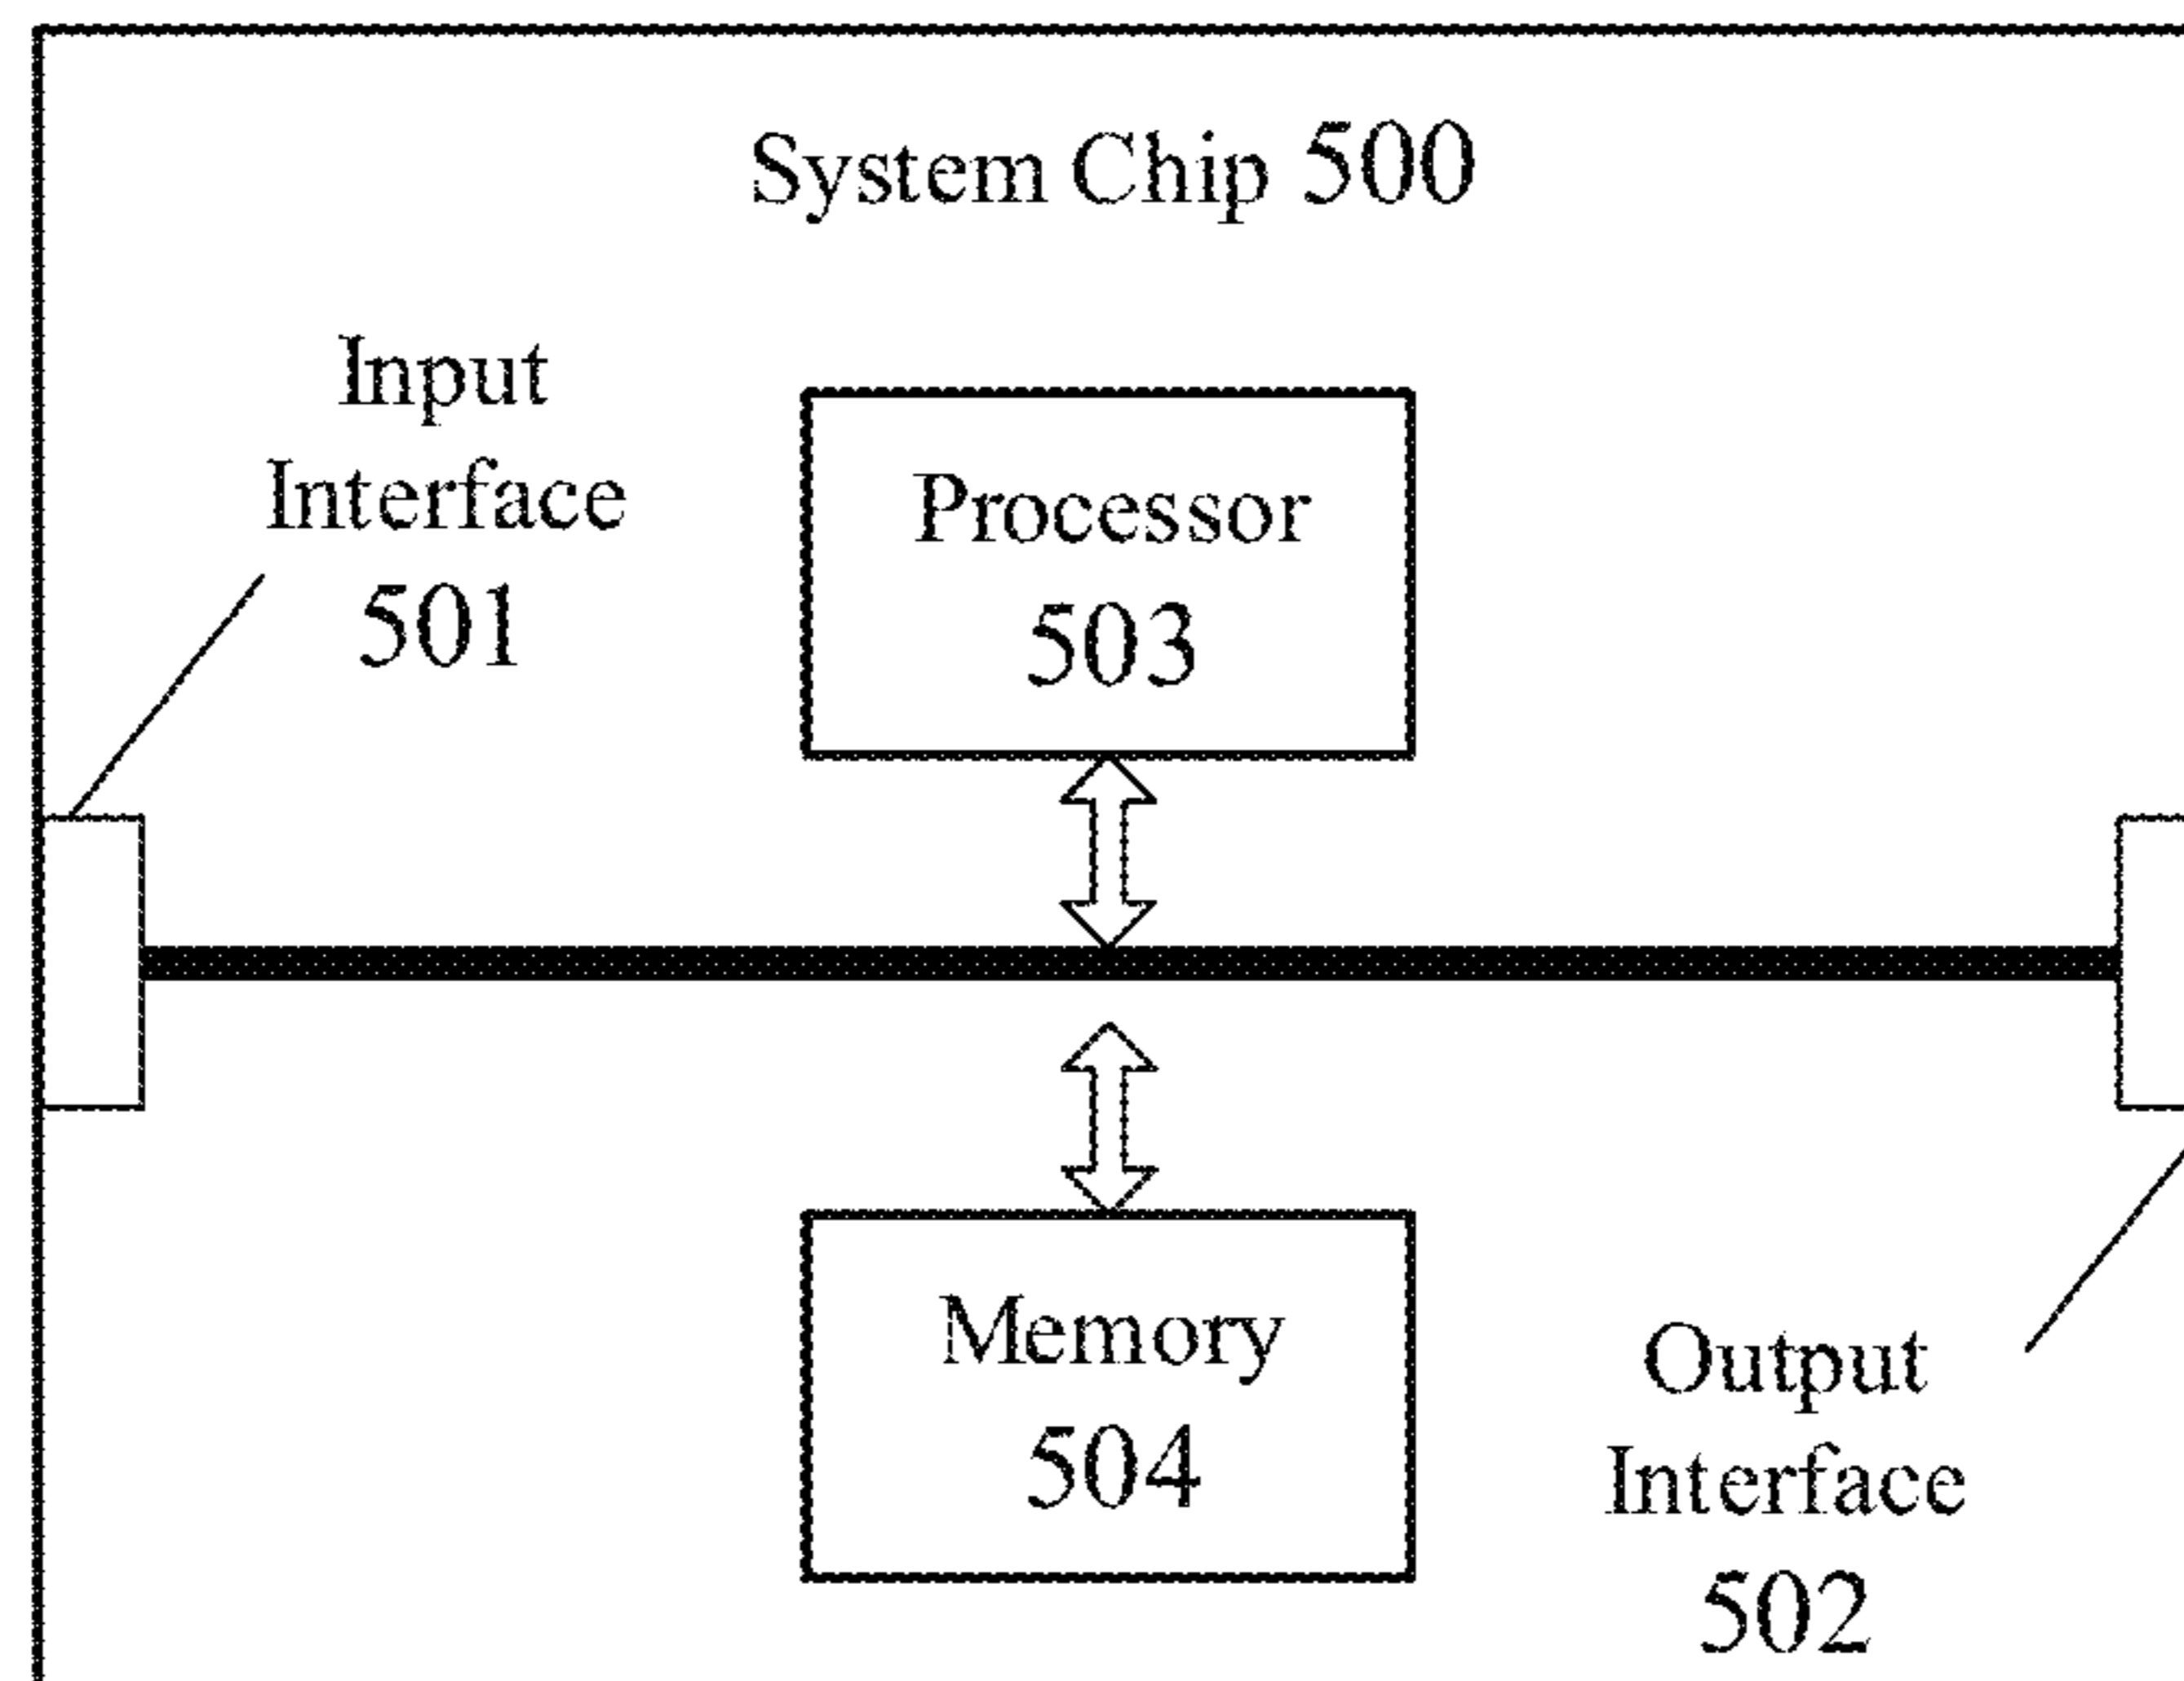 System Chip 500
Input
Interface
501
Processor
503
Memory
504
Output
Interface
502